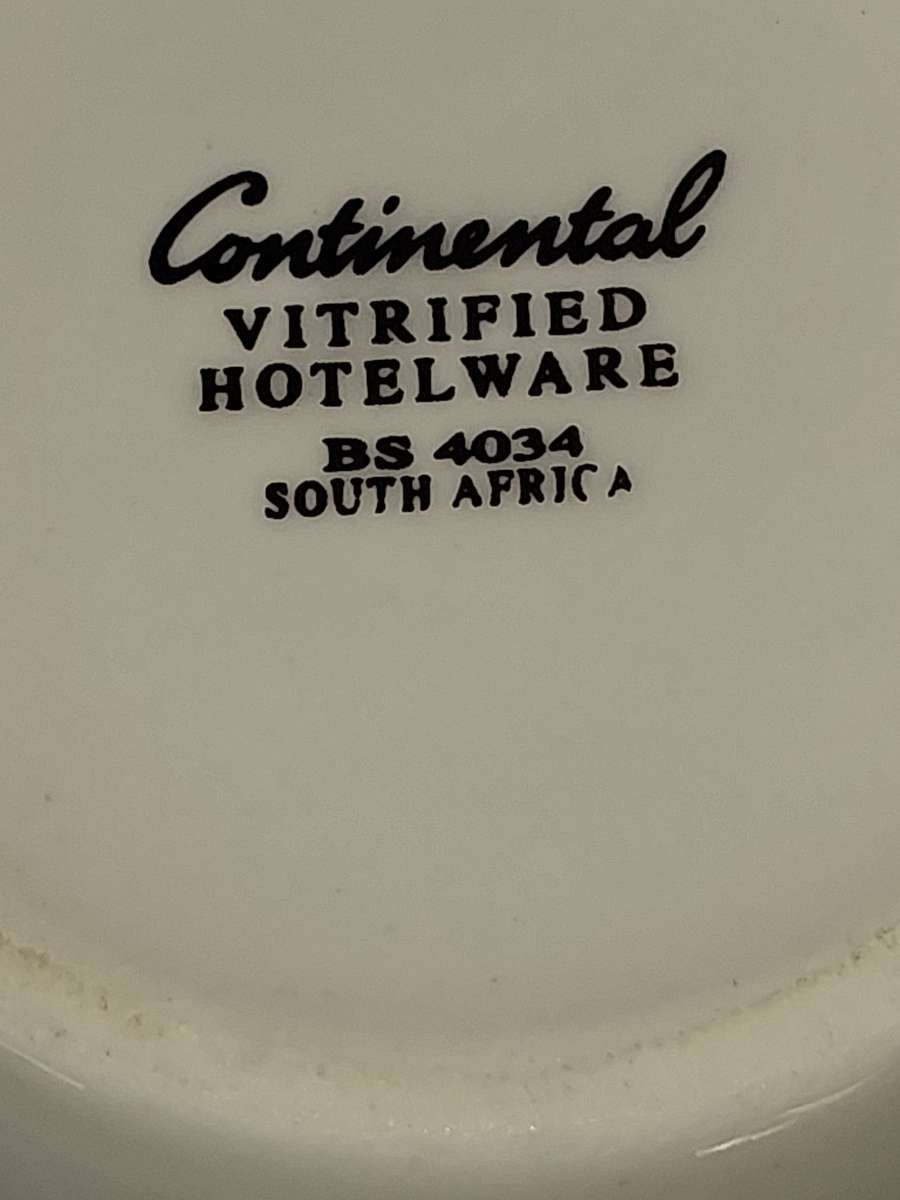 Continental
VITRIFIED
HOTELWARE
BS 4034
SOUTH AFRICA